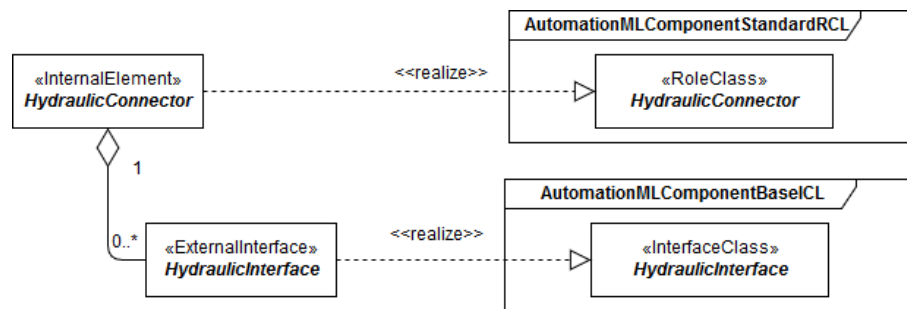 AutomationMLComponentStandardRCL
«InternalElement»
HydraulicConnector
<<realize>>
«RoleClass»
HydraulicConnector
1
AutomationMLComponentBaseICL
0..*
«ExternalInterface»
HydraulicInterface
<<realize>>
«InterfaceClass»
HydraulicInterface